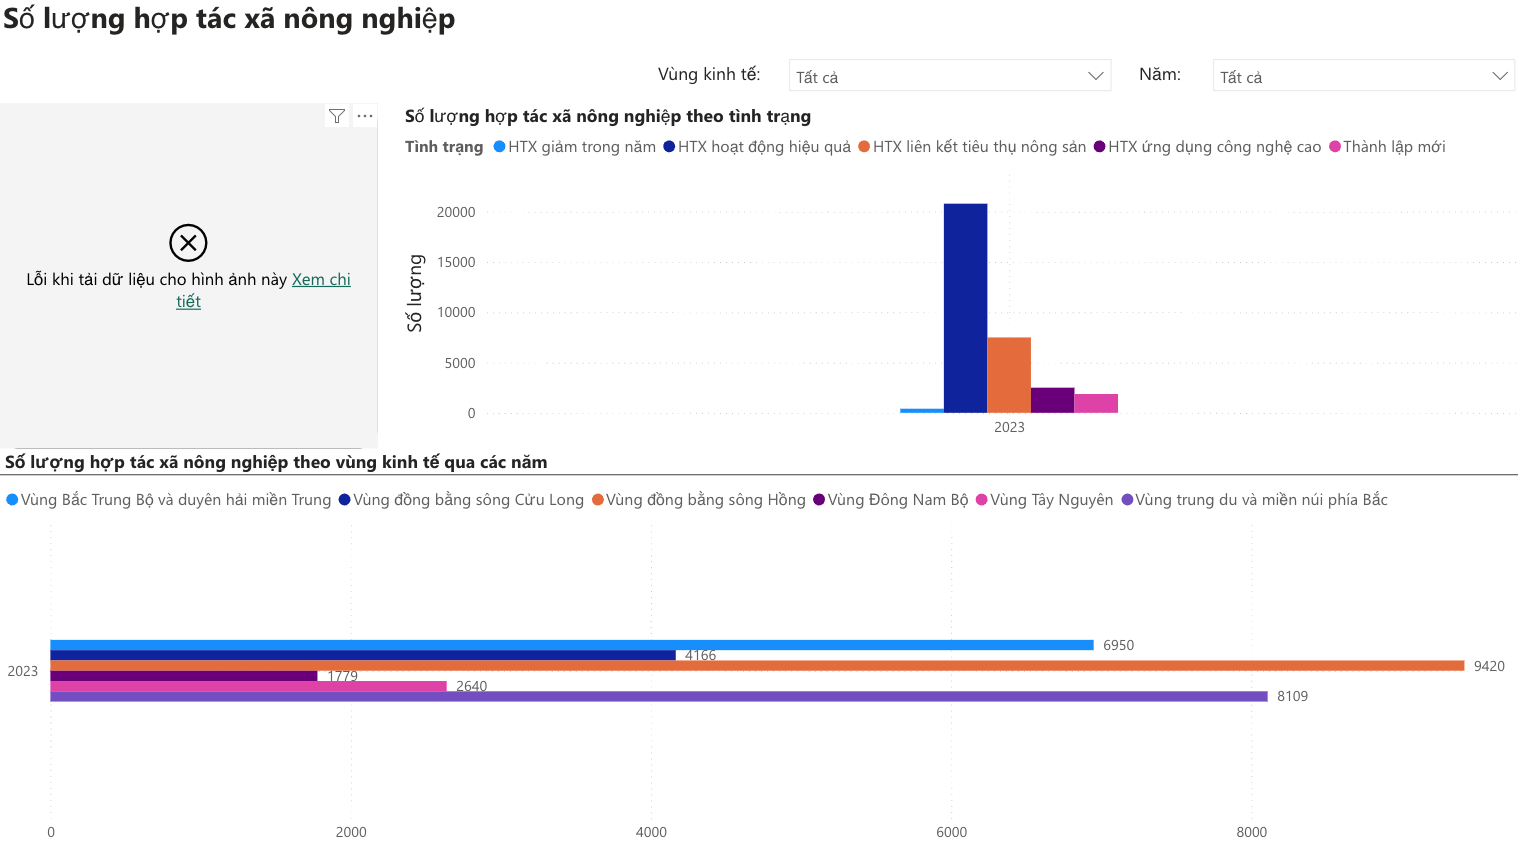 Số lượng hợp tác xã nông nghiệp
Vùng kinh tế: Tất cả Năm: Tất cả
Lỗi khi tải dữ liệu cho hình ảnh này Xem chi
tiết
Số lượng hợp tác xã nông nghiệp theo tình trạng
Tình trạng HTX giảm trong năm HTX hoạt động hiệu quả HTX liên kết tiêu thụ nông sản HTX ứng dụng công nghệ cao Thành lập mới
Số lượng
20000
15000
10000
5000
0
2023
Số lượng hợp tác xã nông nghiệp theo vùng kinh tế qua các năm
Vùng Bắc Trung Bộ và duyên hải miền Trung Vùng đồng bằng sông Cửu Long Vùng đồng bằng sông Hồng Vùng Đông Nam Bộ Vùng Tây Nguyên Vùng trung du và miền núi phía Bắc
2023
6950
4166
9420
1779
2640
8109
0 2000 4000 6000 8000